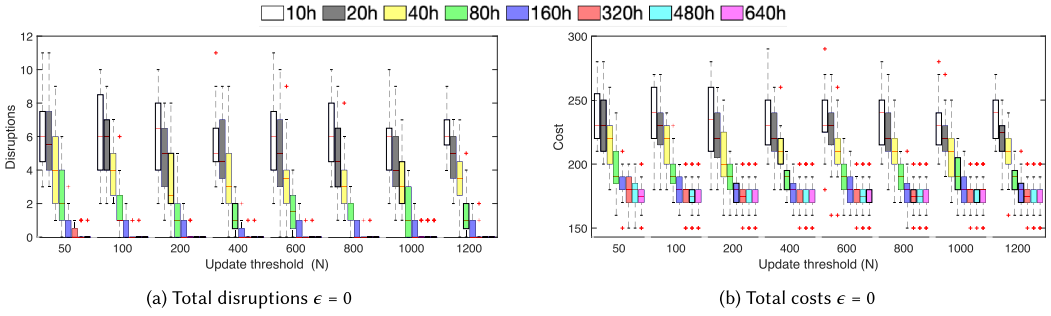 10h 20h 40h 80h 160h 320h 480h 640h
12
10
8
6
4
2
0
Disruptions
50 100 200 400 600 800 1000 1200
Update threshold (N)
(a) Total disruptions ϵ = 0
300
250
200
150
Cost
50 100 200 400 600 800 1000 1200
Update threshold (N)
(b) Total costs ϵ = 0